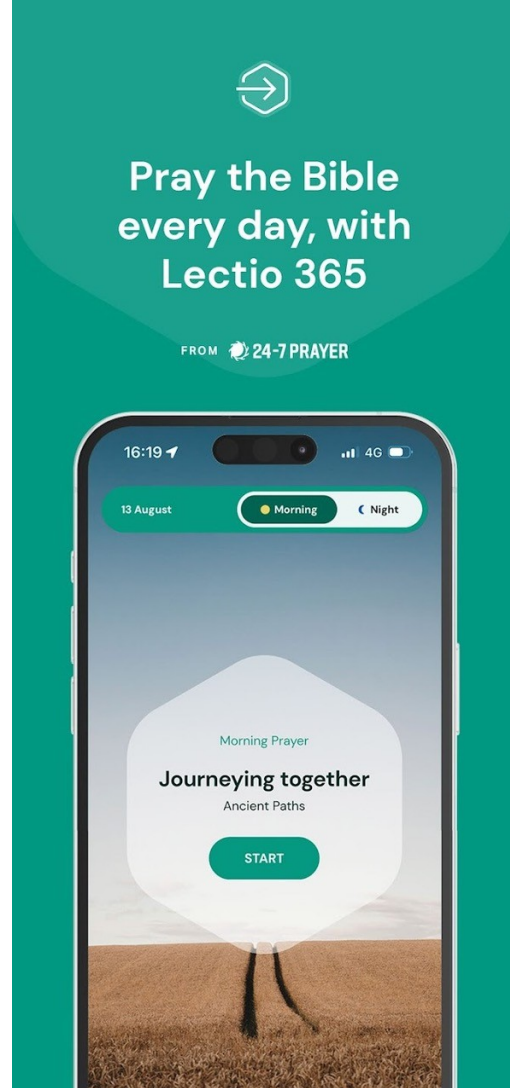 Pray the Bible
every day, with
Lectio 365
FROM 24-7 PRAYER
16:19 4G
13 August Morning Night
Morning Prayer
Journeying together
Ancient Paths
START